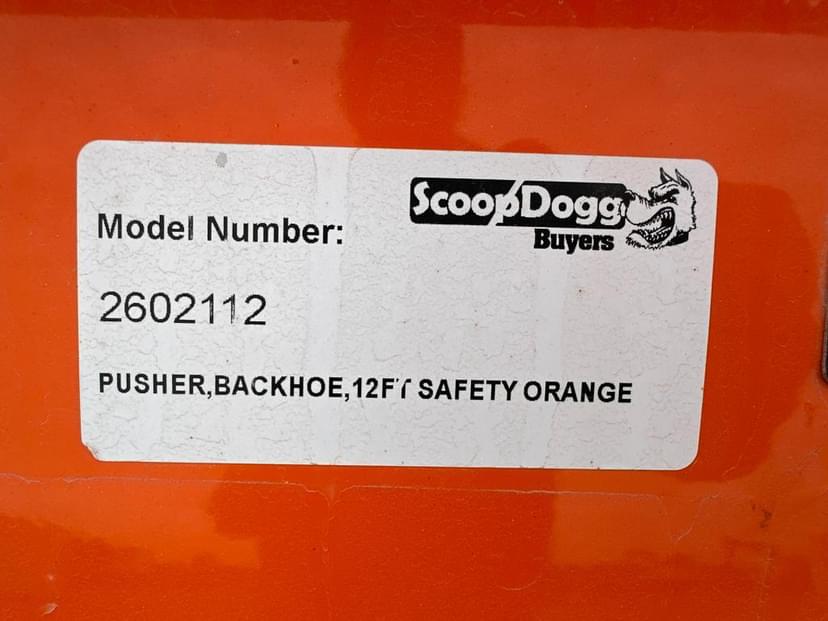 ScoopDogg
Buyers
Model Number:
2602112
PUSHER,BACKHOE,12FT SAFETY ORANGE